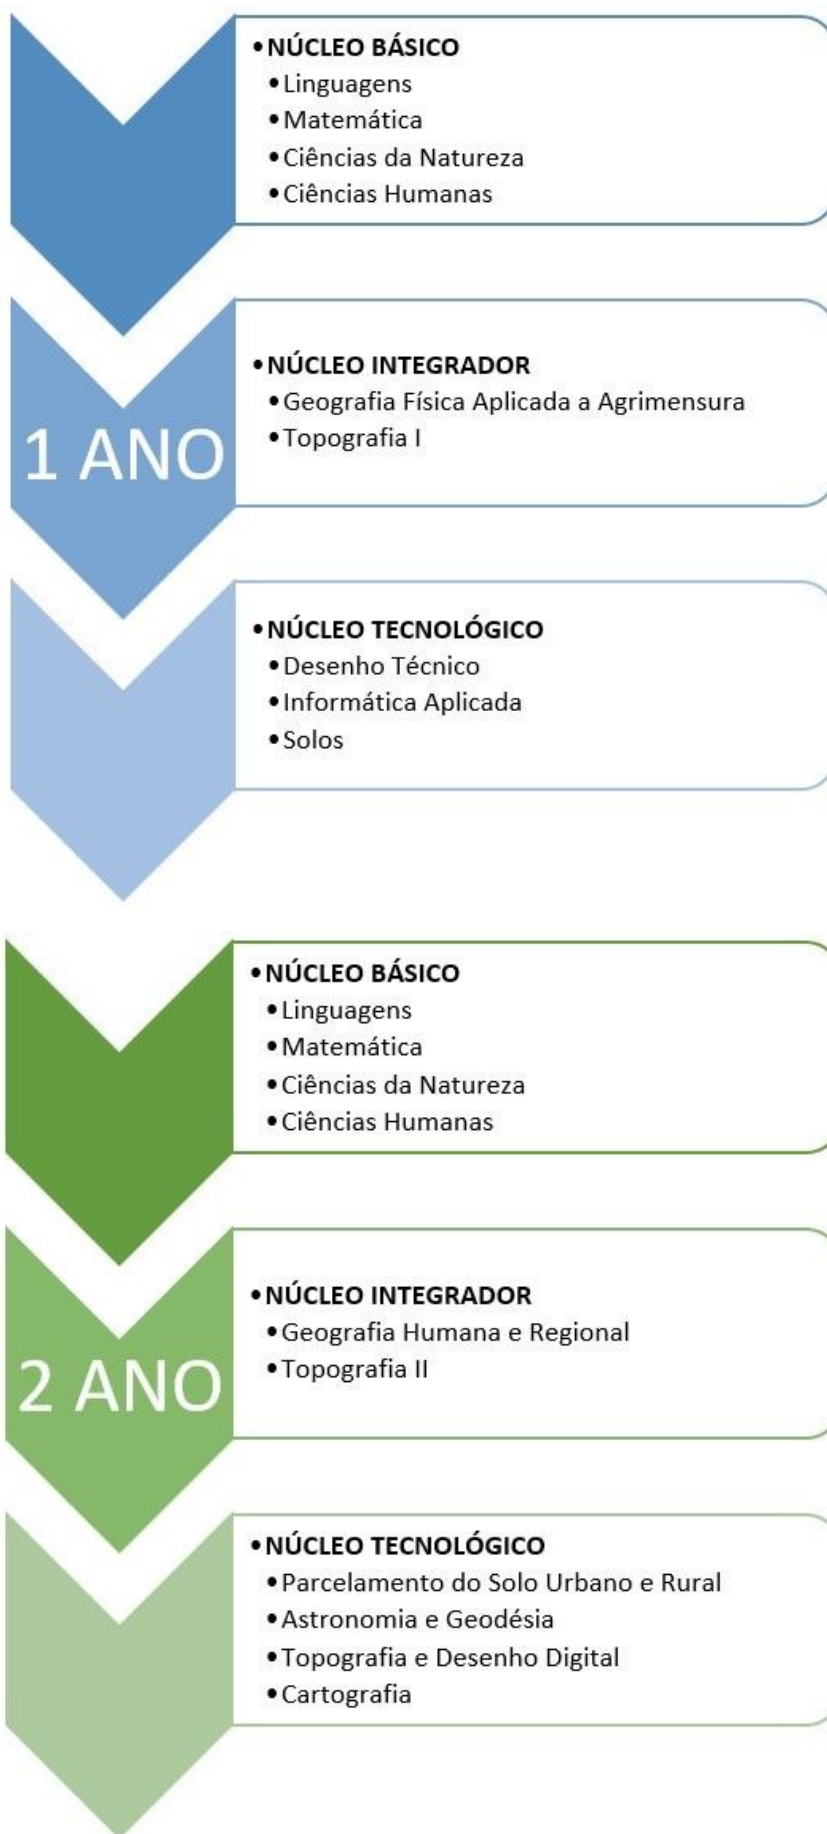 •NÚCLEO BÁSICO
•Linguagens
•Matemática
•Ciências da Natureza
•Ciências Humanas
1 ANO
•NÚCLEO INTEGRADOR
•Geografia Física Aplicada a Agrimensura
•Topografia I
•NÚCLEO TECNOLÓGICO
•Desenho Técnico
•Informática Aplicada
•Solos
•NÚCLEO BÁSICO
•Linguagens
•Matemática
•Ciências da Natureza
•Ciências Humanas
2 ANO
•NÚCLEO INTEGRADOR
•Geografia Humana e Regional
•Topografia II
•NÚCLEO TECNOLÓGICO
•Parcelamento do Solo Urbano e Rural
•Astronomia e Geodésia
•Topografia e Desenho Digital
•Cartografia